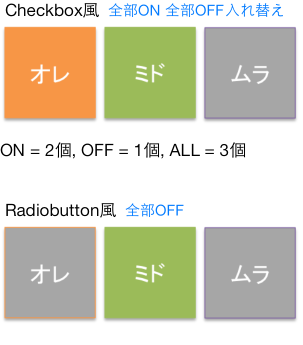 Checkbox風 全部ON 全部OFF入れ替え
オレ ミド ムラ
ON = 2個, OFF = 1個, ALL = 3個
Radiobutton風 全部OFF
オレ ミド ムラ